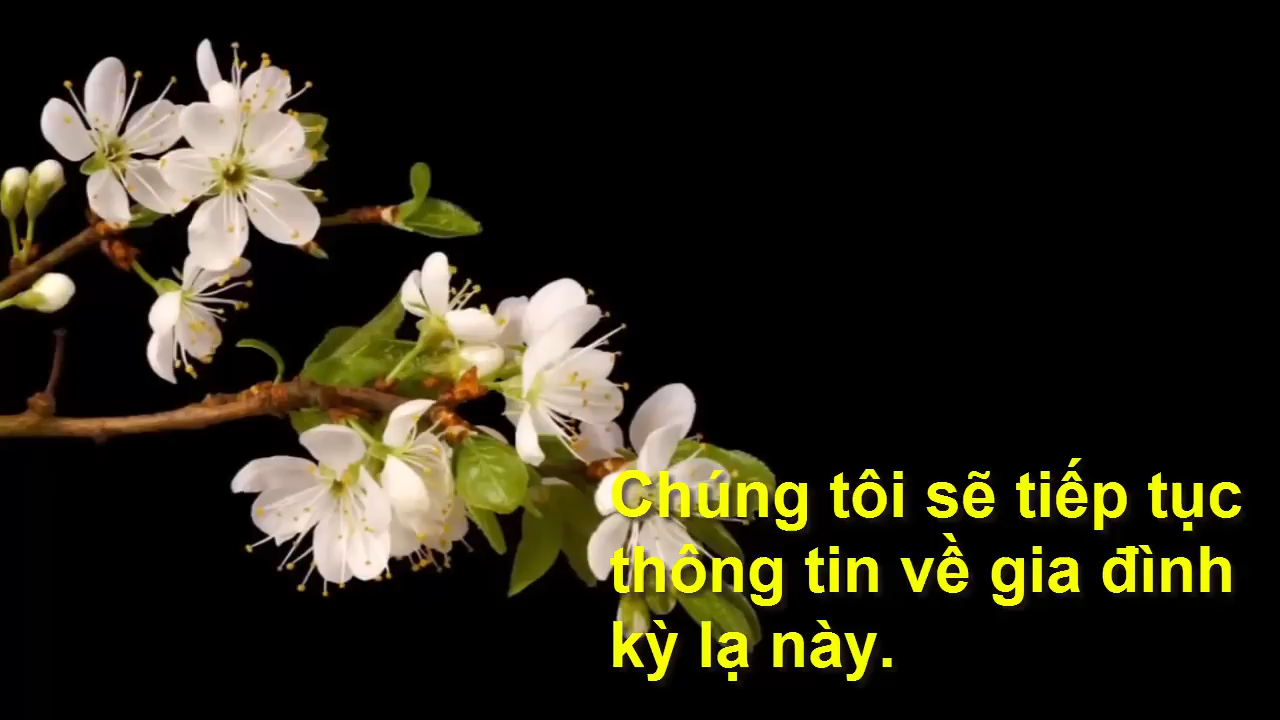 Chúng tôi sẽ tiếp tục
thông tin về gia đình
kỳ lạ này.